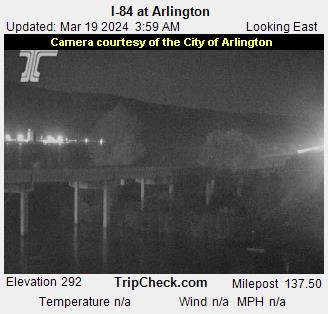 I-84 at Arlington
Updated: Mar 19 2024 3:59 AM Looking East
Camera courtesy of the City of Arlington
Elevation 292 TripCheck.com Milepost 137.50
Temperature n/a Wind n/a MPH n/a